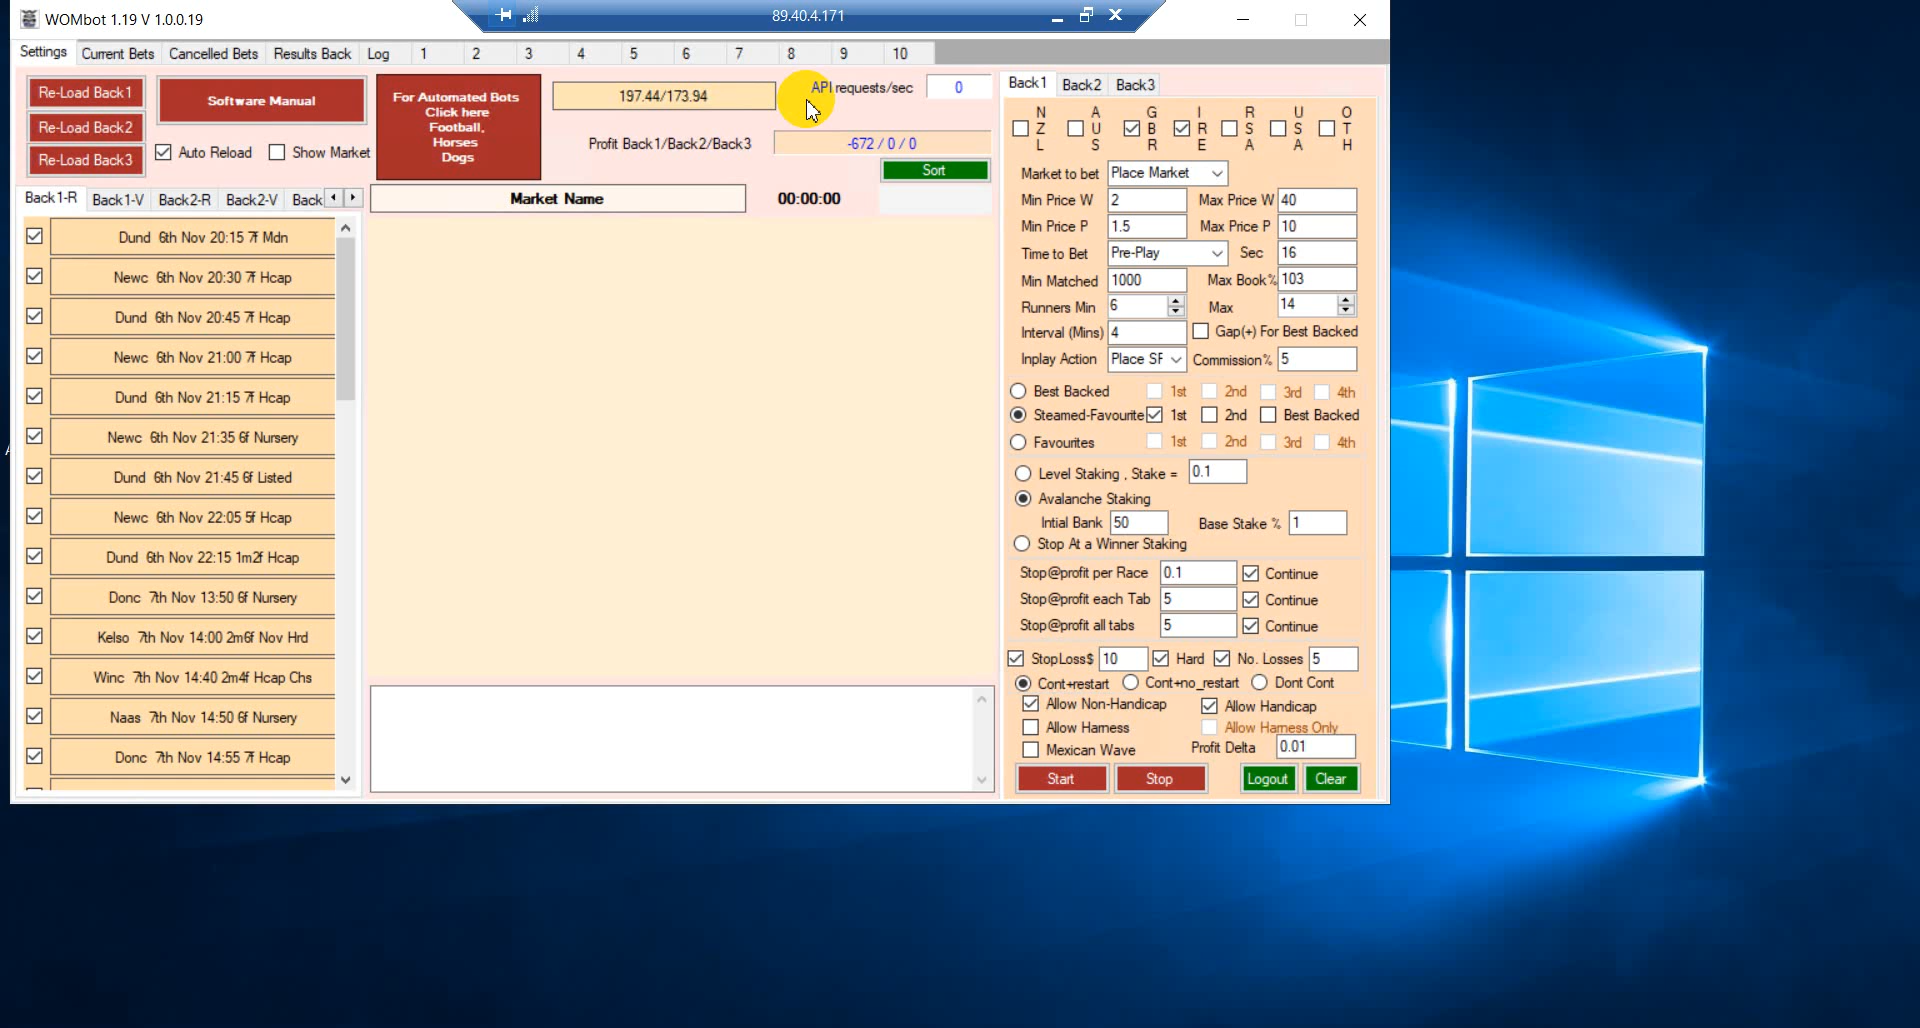 WOMbot 1.19 V 1.0.0.19
89.40.4.171
Settings Current Bets Cancelled Bets Results Back Log 1 2 3 4 5 6 7 8 9 10
Re-Load Back1
Re-Load Back2
Re-Load Back3
Software Manual
Auto Reload Show Market
For Automated Bots
Click here
Football,
Horses
Dogs
197.44/173.94
API requests/sec 0
Profit Back1/Back2/Back3 -672 / 0 / 0
Sort
Market Name 00:00:00
Back1-R Back1-V Back2-R Back2-V Back
Dund 6th Nov 20:15 7f Mdn
Newc 6th Nov 20:30 7f Hcap
Dund 6th Nov 20:45 7f Hcap
Newc 6th Nov 21:00 7f Hcap
Dund 6th Nov 21:15 7f Hcap
Newc 6th Nov 21:35 6f Nursery
Dund 6th Nov 21:45 6f Listed
Newc 6th Nov 22:05 5f Hcap
Dund 6th Nov 22:15 1m2f Hcap
Donc 7th Nov 13:50 6f Nursery
Kelso 7th Nov 14:00 2m6f Nov Hrd
Winc 7th Nov 14:40 2m4f Hcap Chs
Naas 7th Nov 14:50 6f Nursery
Donc 7th Nov 14:55 7f Hcap
Back1 Back2 Back3
NZL AUS GBR IRE RSA USA OTH
Market to bet Place Market
Min Price W 2 Max Price W 40
Min Price P 1.5 Max Price P 10
Time to Bet Pre-Play Sec 16
Min Matched 1000 Max Book% 103
Runners Min 6 Max 14
Interval (Mins) 4 Gap(+) For Best Backed
Inplay Action Place SF Commission% 5
Best Backed 1st 2nd 3rd 4th
Steamed-Favourite 1st 2nd Best Backed
Favourites 1st 2nd 3rd 4th
Level Staking , Stake = 0.1
Avalanche Staking
Intial Bank 50 Base Stake % 1
Stop At a Winner Staking
Stop@profit per Race 0.1 Continue
Stop@profit each Tab 5 Continue
Stop@profit all tabs 5 Continue
StopLoss$ 10 Hard No. Losses 5
Cont+restart Cont+no_restart Dont Cont
Allow Non-Handicap Allow Handicap
Allow Harness Allow Harness Only
Mexican Wave Profit Delta 0.01
Start Stop Logout Clear